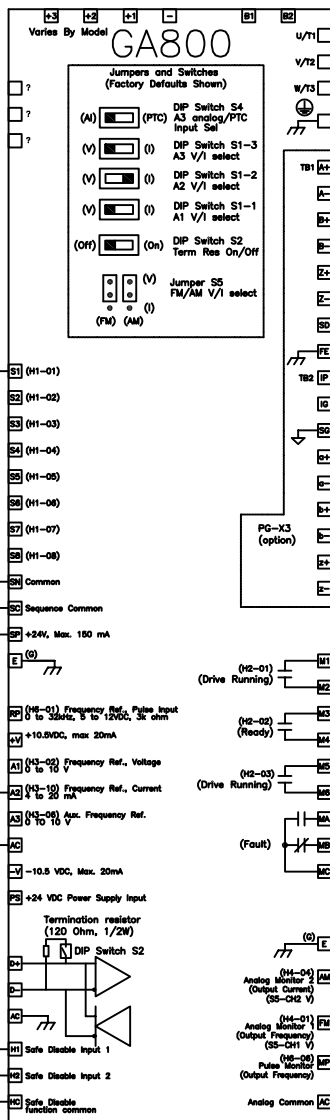 +3 +2 +1 - B1 B2
Varies By Model
GA800
U/T1
V/T2
W/T3
?
?
?
Jumpers and Switches
(Factory Defaults Shown)
(AI) (PTC) DIP Switch S4
A3 analog/PTC
Input Sel
(V) (I) DIP Switch S1-3
A3 V/I select
(V) (I) DIP Switch S1-2
A2 V/I select
(V) (I) DIP Switch S1-1
A1 V/I select
(Off) (On) DIP Switch S2
Term Res On/Off
(V) Jumper S5
FM/AM V/I select
(I)
(FM) (AM)
TB1 A+
A-
B+
B-
Z+
Z-
SD
FE
TB2 IP
IG
SG
a+
a-
b+
b-
z+
z-
PG-X3
(option)
S1 (H1-01)
S2 (H1-02)
S3 (H1-03)
S4 (H1-04)
S5 (H1-05)
S6 (H1-06)
S7 (H1-07)
S8 (H1-08)
SN Common
SC Sequence Common
SP +24V, Max. 150 mA
E (G)
RP (H6-01) Frequency Ref., Pulse Input
0 to 32kHz, 5 to 12VDC, 3k ohm
+V +10.5VDC, max 20mA
A1 (H3-02) Frequency Ref., Voltage
0 to 10 V
A2 (H3-10) Frequency Ref., Current
4 to 20 mA
A3 (H3-06) Aux. Frequency Ref.
0 TO 10 V
AC
-V -10.5 VDC, Max. 20mA
PS +24 VDC Power Supply Input
Termination resistor
(120 Ohm, 1/2W)
DIP Switch S2
D+
D-
AC
H1 Safe Disable Input 1
H2 Safe Disable Input 2
HC Safe Disable
function common
(H2-01)
(Drive Running)
M1
M2
(H2-02)
(Ready)
M3
M4
(H2-03)
(Drive Running)
M5
M6
(Fault)
MA
MB
MC
(G) E
(H4-04)
Analog Monitor 2 AM
(Output Current)
(S5-CH2 V)
(H4-01)
Analog Monitor 1 FM
(Output Frequency)
(S5-CH1 V)
(H6-06)
Pulse Monitor MP
(Output Frequency)
Analog Common AC